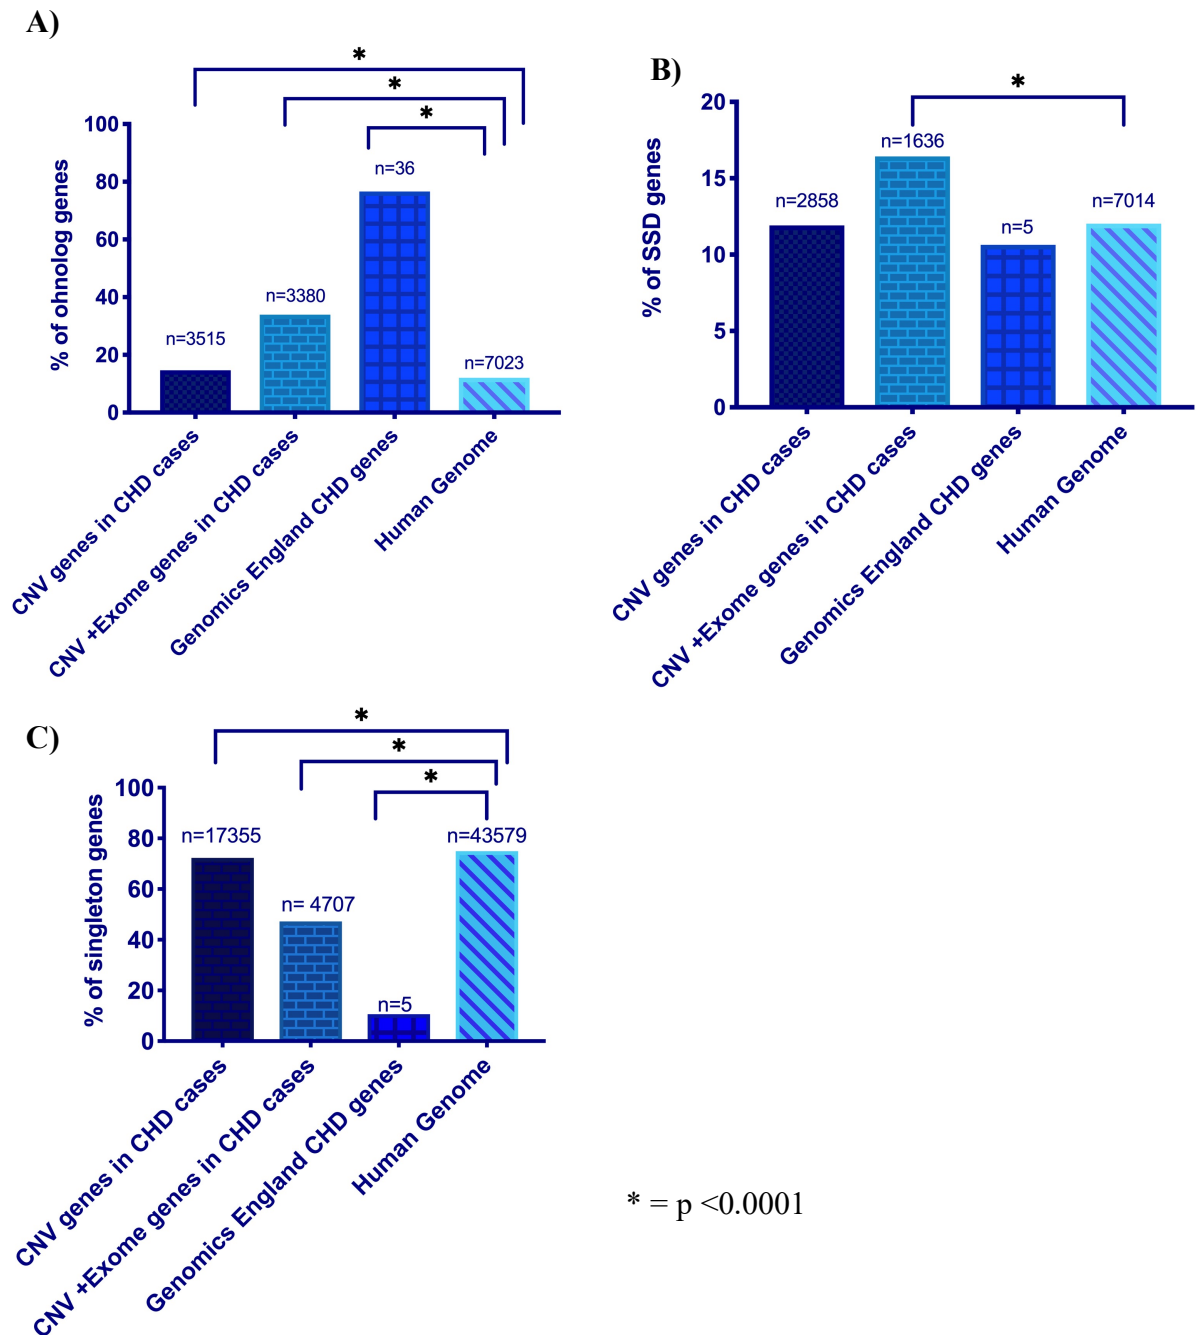 A)
*
*
*
% of ohnolog genes
100
80
60
40
20
0
n=3515
n=3380
n=36
n=7023
CNV genes in CHD cases
CNV +Exome genes in CHD cases
Genomics England CHD genes
Human Genome
B)
*
% of SSD genes
20
15
10
5
0
n=2858
n=1636
n=5
n=7014
CNV genes in CHD cases
CNV +Exome genes in CHD cases
Genomics England CHD genes
Human Genome
C)
*
*
*
% of singleton genes
100
80
60
40
20
0
n=17355
n= 4707
n=5
n=43579
CNV genes in CHD cases
CNV +Exome genes in CHD cases
Genomics England CHD genes
Human Genome
* = p <0.0001